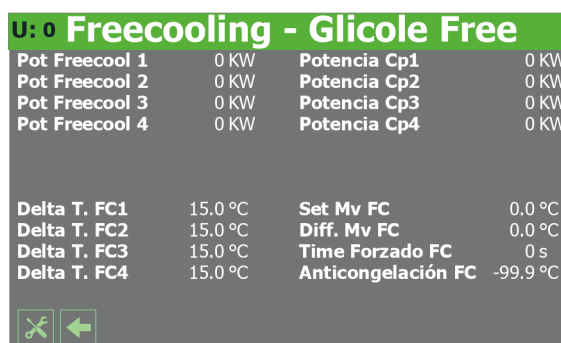 U: 0 Freecooling - Glicole Free
Pot Freecool 1 0 KW Potencia Cp1 0 KW
Pot Freecool 2 0 KW Potencia Cp2 0 KW
Pot Freecool 3 0 KW Potencia Cp3 0 KW
Pot Freecool 4 0 KW Potencia Cp4 0 KW
Delta T. FC1 15.0 °C Set Mv FC 0.0 °C
Delta T. FC2 15.0 °C Diff. Mv FC 0.0 °C
Delta T. FC3 15.0 °C Time Forzado FC 0 s
Delta T. FC4 15.0 °C Anticongelación FC -99.9 °C